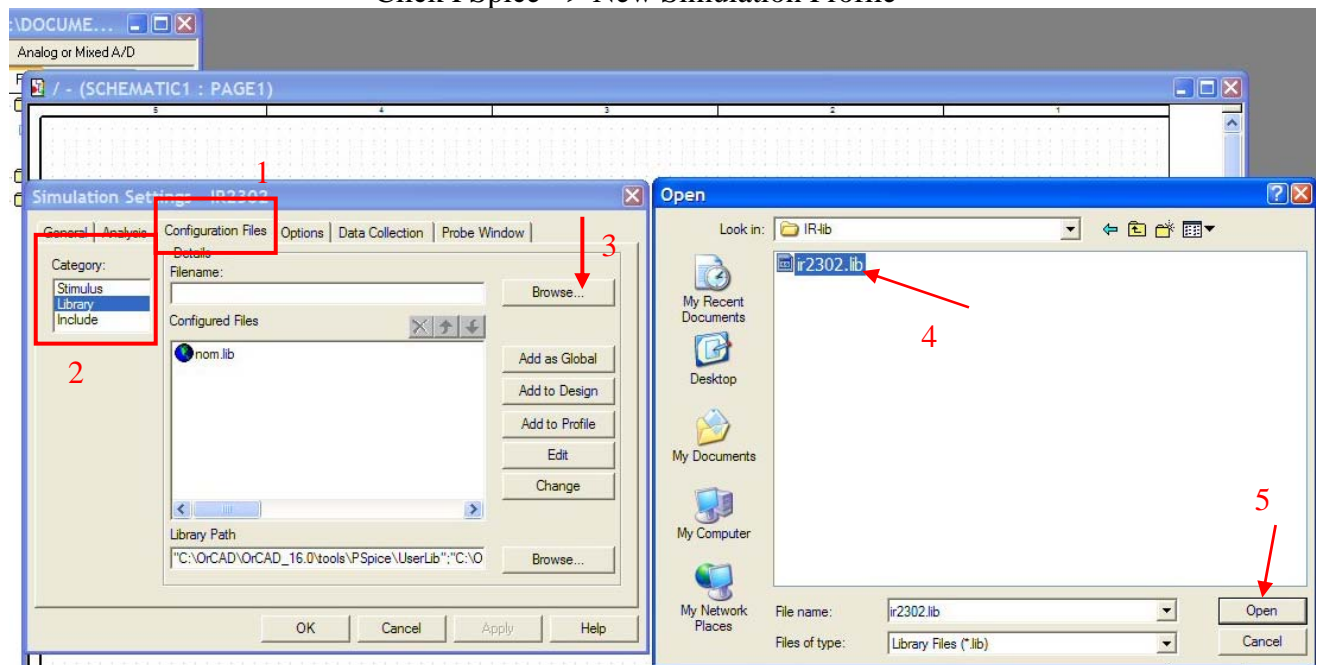 Click PSpice → New Simulation Profile
:\DOCUME...
Analog or Mixed A/D
/ - (SCHEMATIC1 : PAGE1)
5 4 3 2 1
1
Simulation Settings - IR2302
General Analysis Configuration Files Options Data Collection Probe Window
3
Category:
Stimulus
Library
Include
2
Details
Filename:
Browse...
Configured Files
nom.lib
Add as Global
Add to Design
Add to Profile
Edit
Change
Library Path
"C:\OrCAD\OrCAD_16.0\tools\PSpice\UserLib";"C:\O
Browse...
OK Cancel Apply Help
Open
Look in: IR-lib
ir2302.lib
4
My Recent
Documents
Desktop
My Documents
My Computer
My Network
Places
5
File name: ir2302.lib Open
Files of type: Library Files (*.lib) Cancel